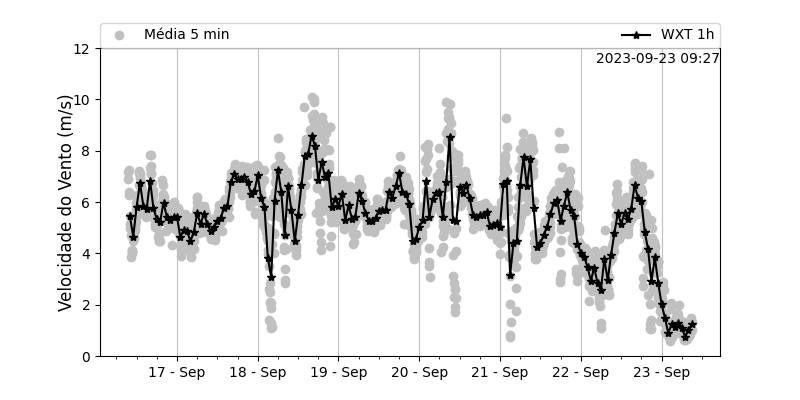 Média 5 min
WXT 1h
2023-09-23 09:27
Velocidade do Vento (m/s)
12
10
8
6
4
2
0
17 - Sep
18 - Sep
19 - Sep
20 - Sep
21 - Sep
22 - Sep
23 - Sep